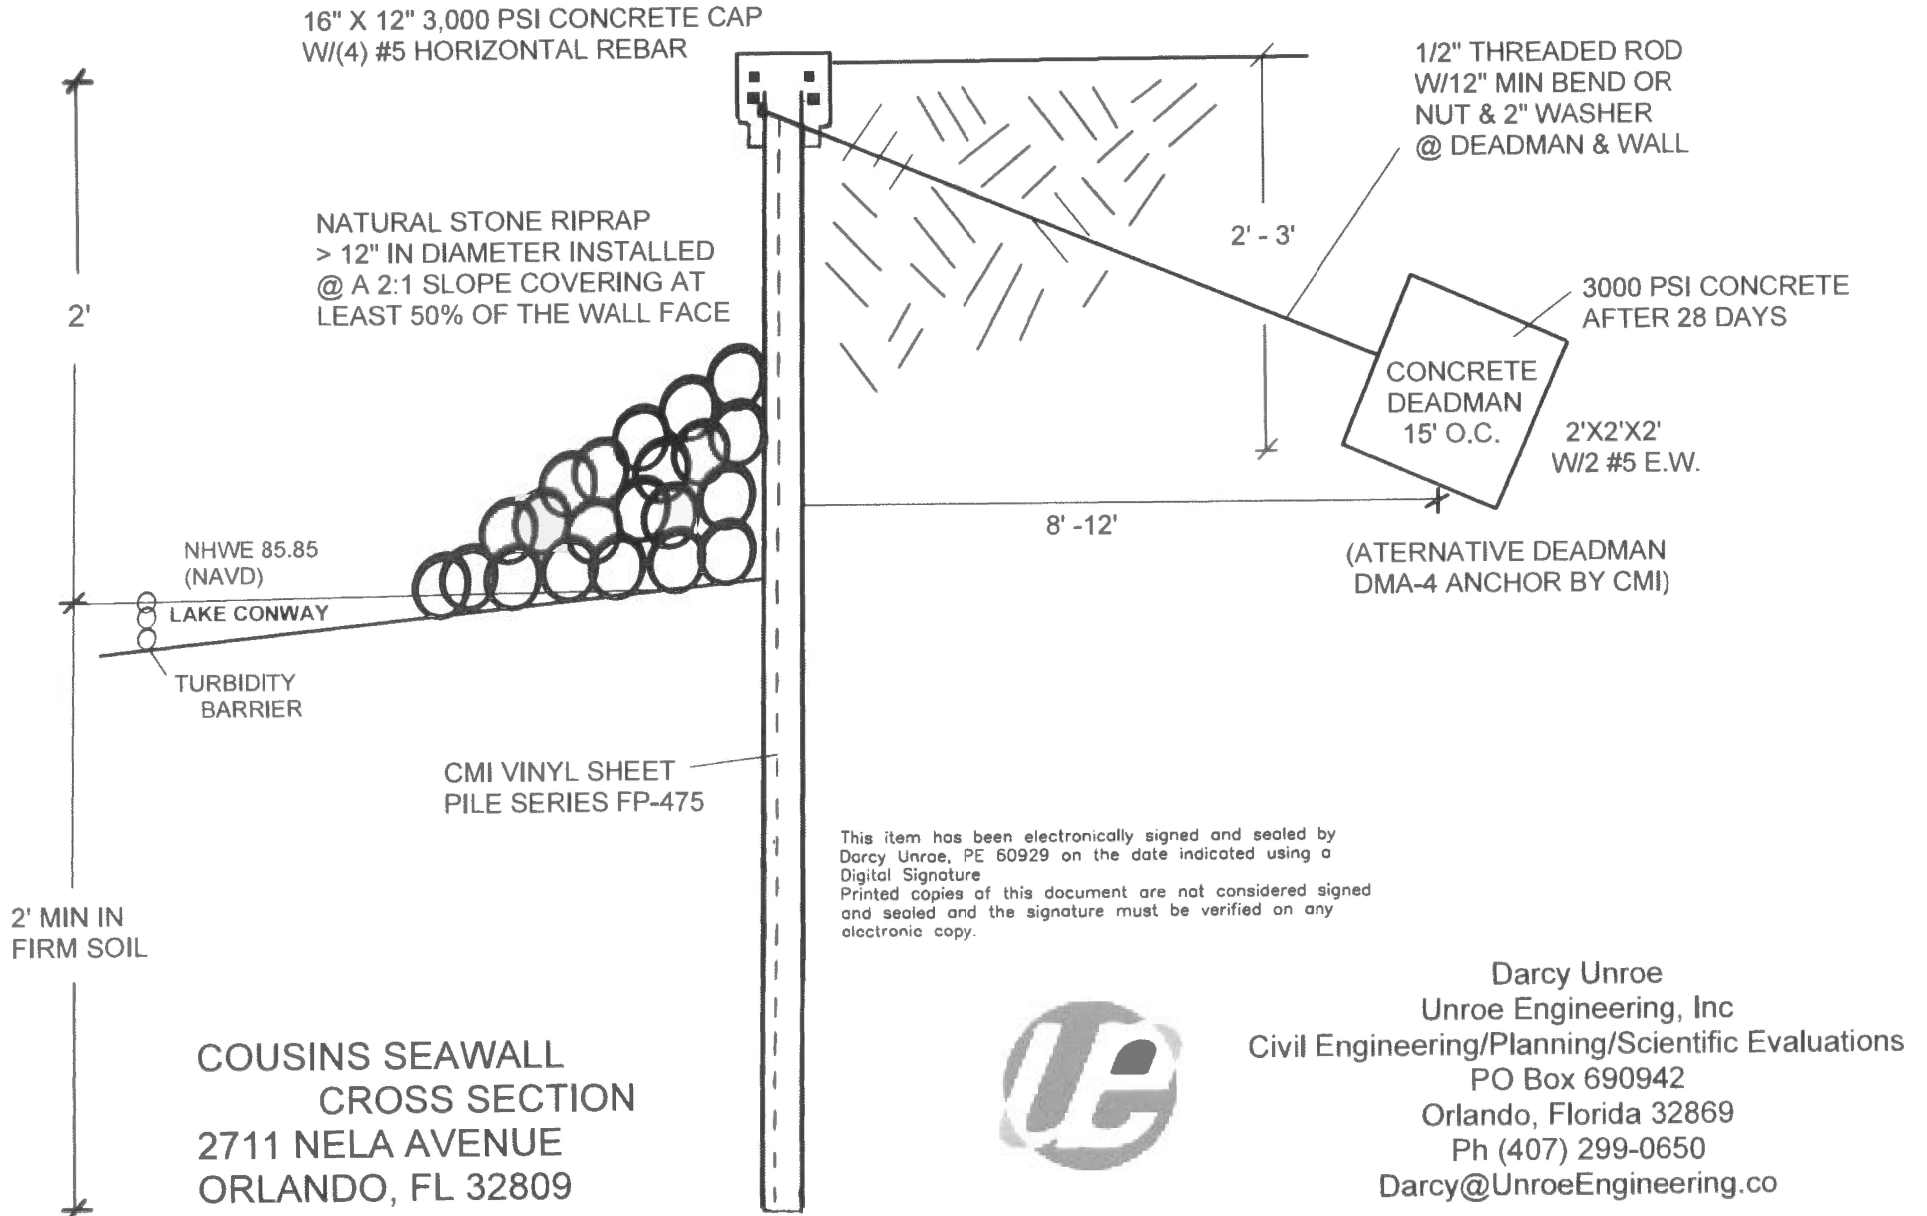 16" X 12" 3,000 PSI CONCRETE CAP
W/(4) #5 HORIZONTAL REBAR
1/2" THREADED ROD
W/12" MIN BEND OR
NUT & 2" WASHER
@ DEADMAN & WALL
NATURAL STONE RIPRAP
> 12" IN DIAMETER INSTALLED
@ A 2:1 SLOPE COVERING AT
LEAST 50% OF THE WALL FACE
2'
2' - 3'
3000 PSI CONCRETE
AFTER 28 DAYS
CONCRETE
DEADMAN
15' O.C.
2'X2'X2'
W/2 #5 E.W.
8' -12'
(ATERNATIVE DEADMAN
DMA-4 ANCHOR BY CMI)
NHWE 85.85
(NAVD)
LAKE CONWAY
TURBIDITY
BARRIER
CMI VINYL SHEET
PILE SERIES FP-475
2' MIN IN
FIRM SOIL
This item has been electronically signed and sealed by
Darcy Unroe, PE 60929 on the date indicated using a
Digital Signature
Printed copies of this document are not considered signed
and sealed and the signature must be verified on any
electronic copy.
COUSINS SEAWALL
CROSS SECTION
2711 NELA AVENUE
ORLANDO, FL 32809
UE
Darcy Unroe
Unroe Engineering, Inc
Civil Engineering/Planning/Scientific Evaluations
PO Box 690942
Orlando, Florida 32869
Ph (407) 299-0650
Darcy@UnroeEngineering.co